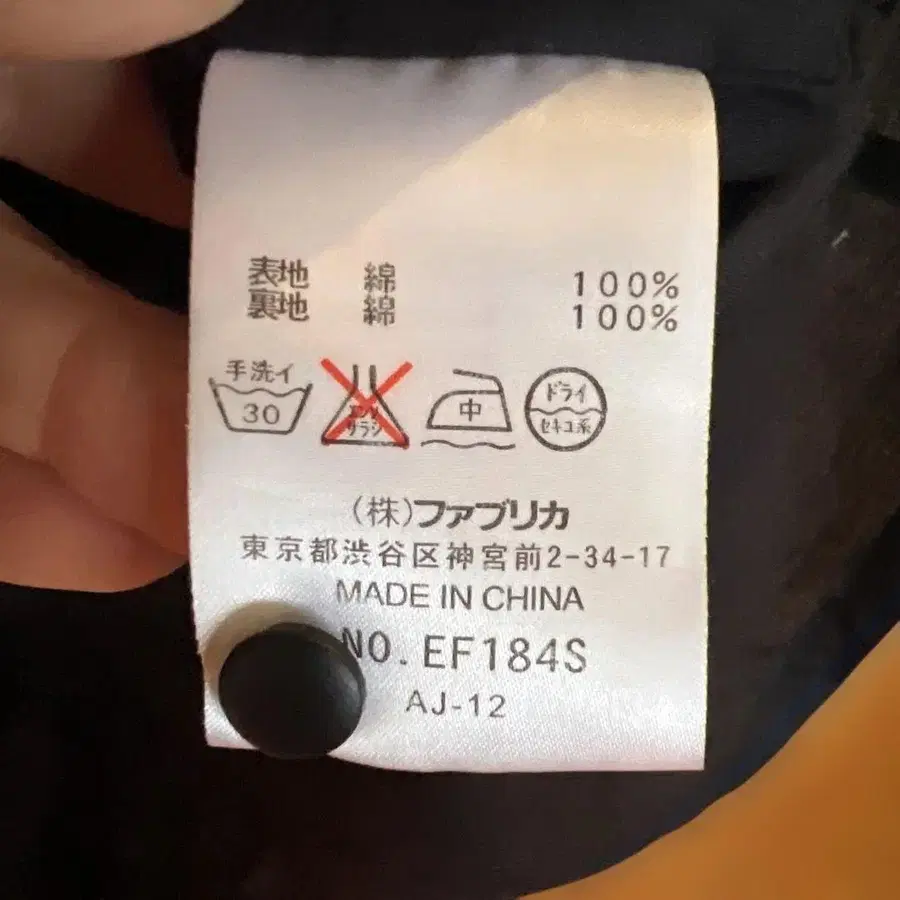 表地 綿 100%
裏地 綿 100%
手洗イ
30
エンソ
サラシ
中
ドライ
セキユ系
(株)ファブリカ
東京都渋谷区神宮前2-34-17
MADE IN CHINA
NO. EF184S
AJ-12